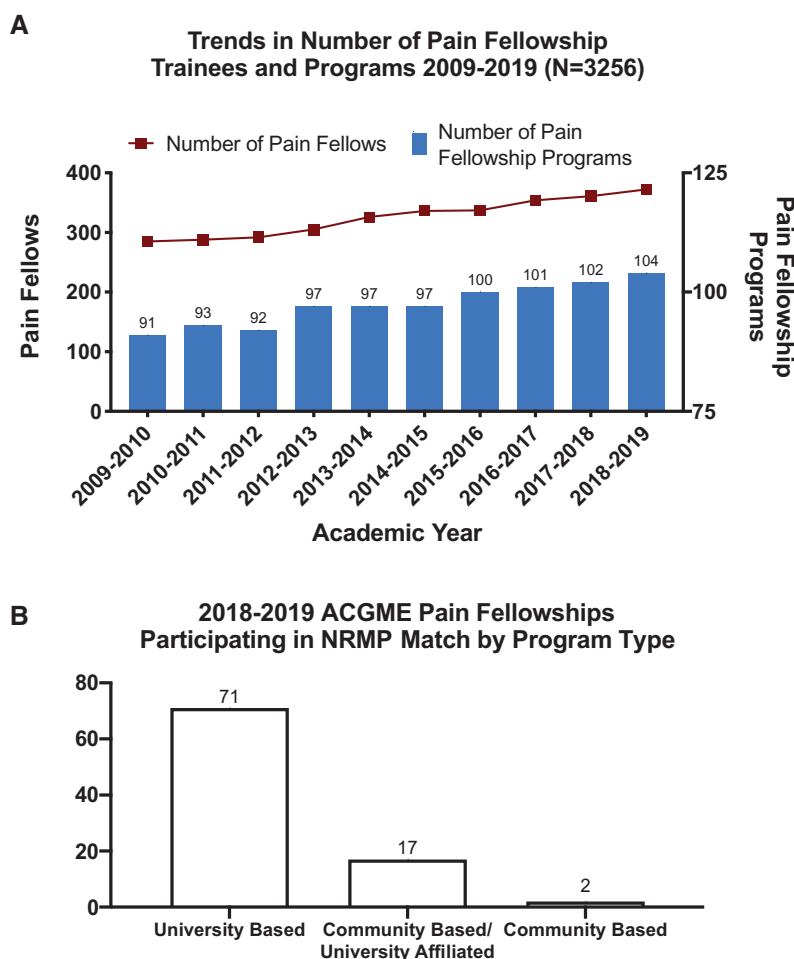 A
Trends in Number of Pain Fellowship
Trainees and Programs 2009-2019 (N=3256)
Number of Pain Fellows
Number of Pain
Fellowship Programs
400
300
200
100
0
Pain Fellows
125
100
75
Pain Fellowship
Programs
91
93
92
97
97
97
100
101
102
104
2009-2010
2010-2011
2011-2012
2012-2013
2013-2014
2014-2015
2015-2016
2016-2017
2017-2018
2018-2019
Academic Year
B
2018-2019 ACGME Pain Fellowships
Participating in NRMP Match by Program Type
80
60
40
20
0
71
17
2
University Based
Community Based/
University Affiliated
Community Based